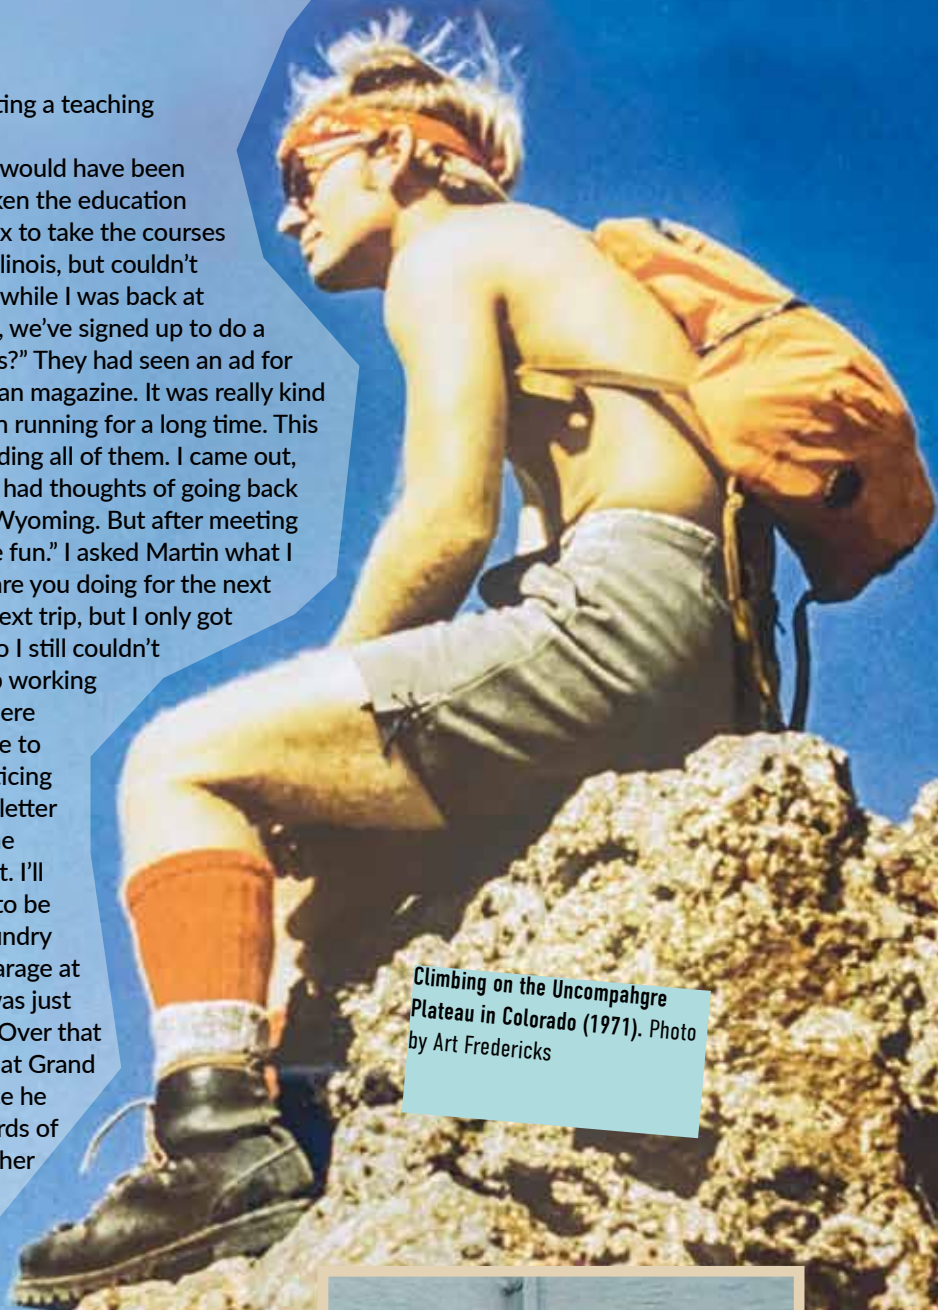 ting a teaching
would have been
ken the education
x to take the courses
linois, but couldn't
while I was back at
, we've signed up to do a
s?” They had seen an ad for
an magazine. It was really kind
n running for a long time. This
ding all of them. I came out,
had thoughts of going back
Wyoming. But after meeting
e fun.” I asked Martin what I
are you doing for the next
ext trip, but I only got
o I still couldn't
o working
ere
e to
ticing
letter
e
t. I'll
to be
undry
arage at
was just
Over that
at Grand
e he
rds of
her
Climbing on the Uncompahgre
Plateau in Colorado (1971). Photo
by Art Fredericks